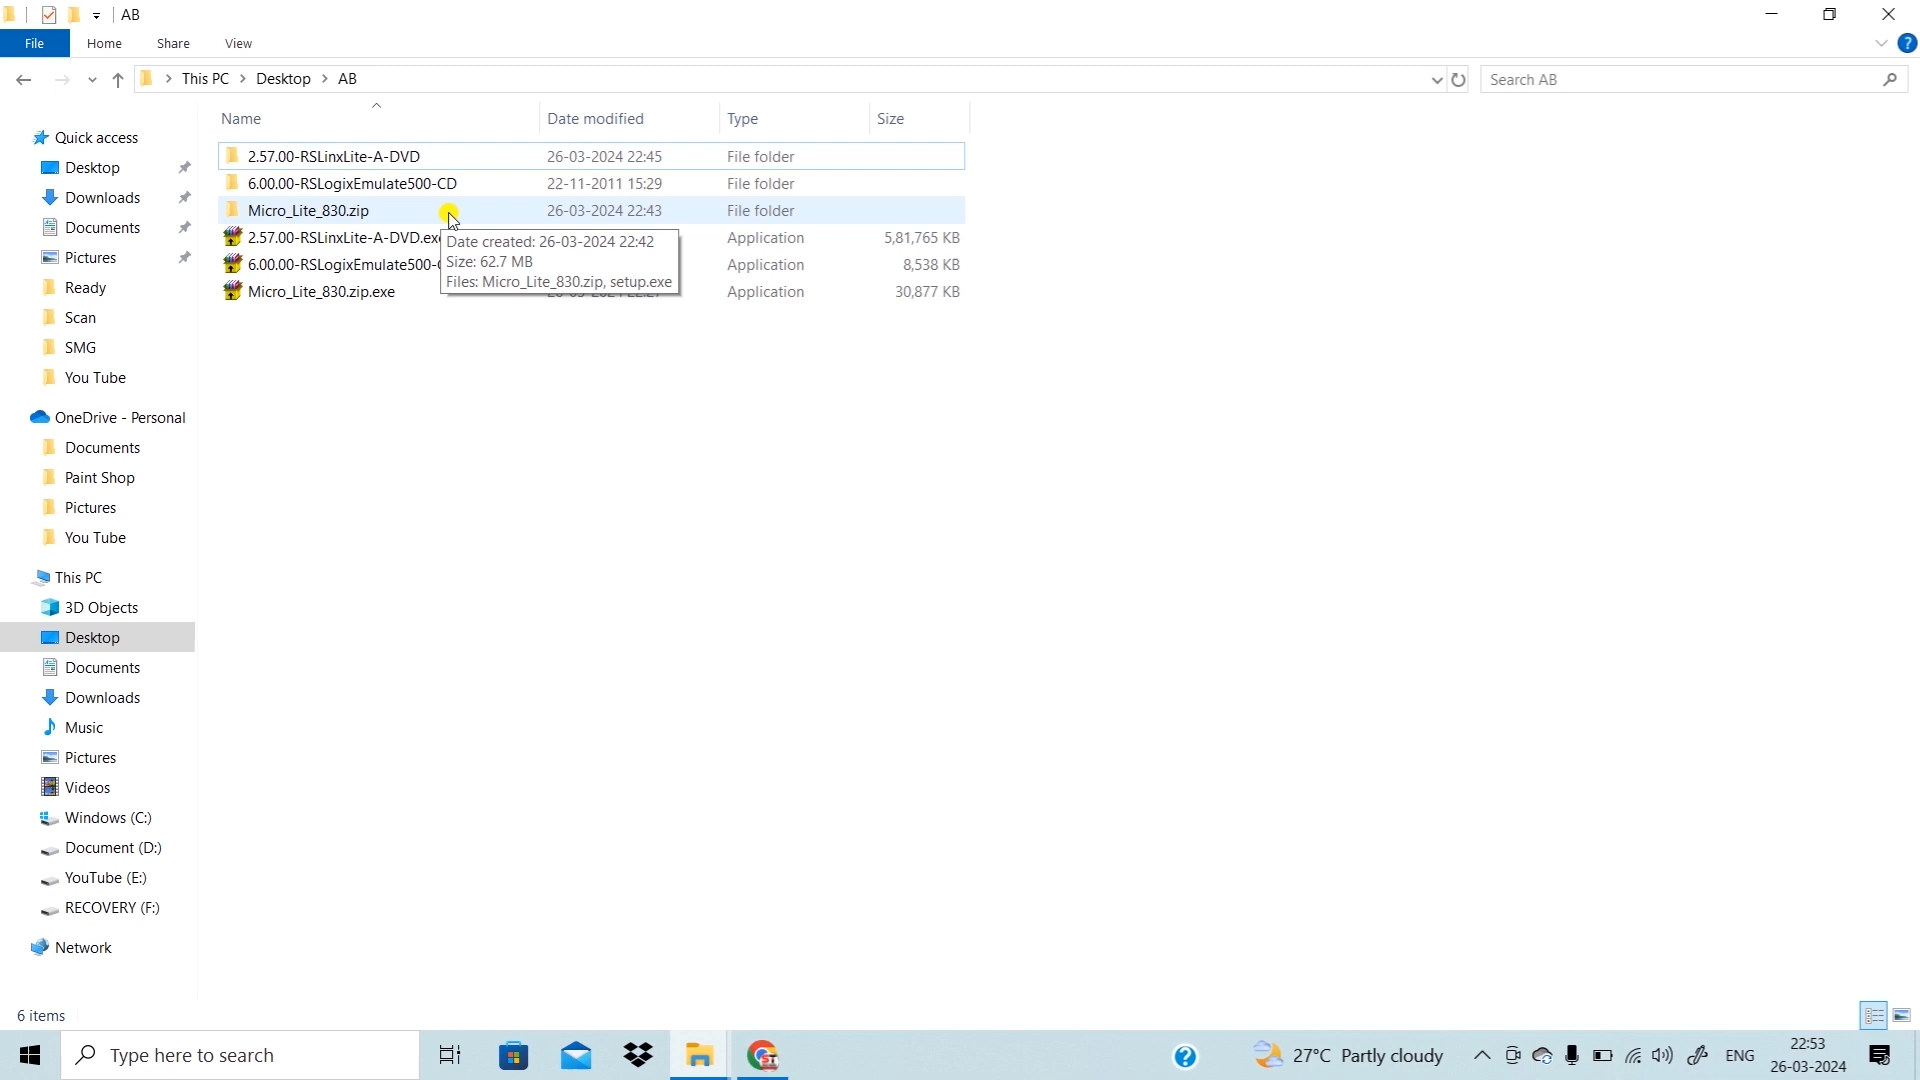 AB
File Home Share View
This PC Desktop AB
Search AB
Name Date modified Type Size
2.57.00-RSLinxLite-A-DVD 26-03-2024 22:45 File folder
6.00.00-RSLogixEmulate500-CD 22-11-2011 15:29 File folder
Micro_Lite_830.zip 26-03-2024 22:43 File folder
2.57.00-RSLinxLite-A-DVD.exe Application 5,81,765 KB
6.00.00-RSLogixEmulate500- Application 8,538 KB
Micro_Lite_830.zip.exe Application 30,877 KB
Date created: 26-03-2024 22:42
Size: 62.7 MB
Files: Micro_Lite_830.zip, setup.exe
Quick access
Desktop
Downloads
Documents
Pictures
Ready
Scan
SMG
You Tube
OneDrive - Personal
Documents
Paint Shop
Pictures
You Tube
This PC
3D Objects
Desktop
Documents
Downloads
Music
Pictures
Videos
Windows (C:)
Document (D:)
YouTube (E:)
RECOVERY (F:)
Network
6 items
Type here to search
27°C Partly cloudy
ENG
22:53
26-03-2024